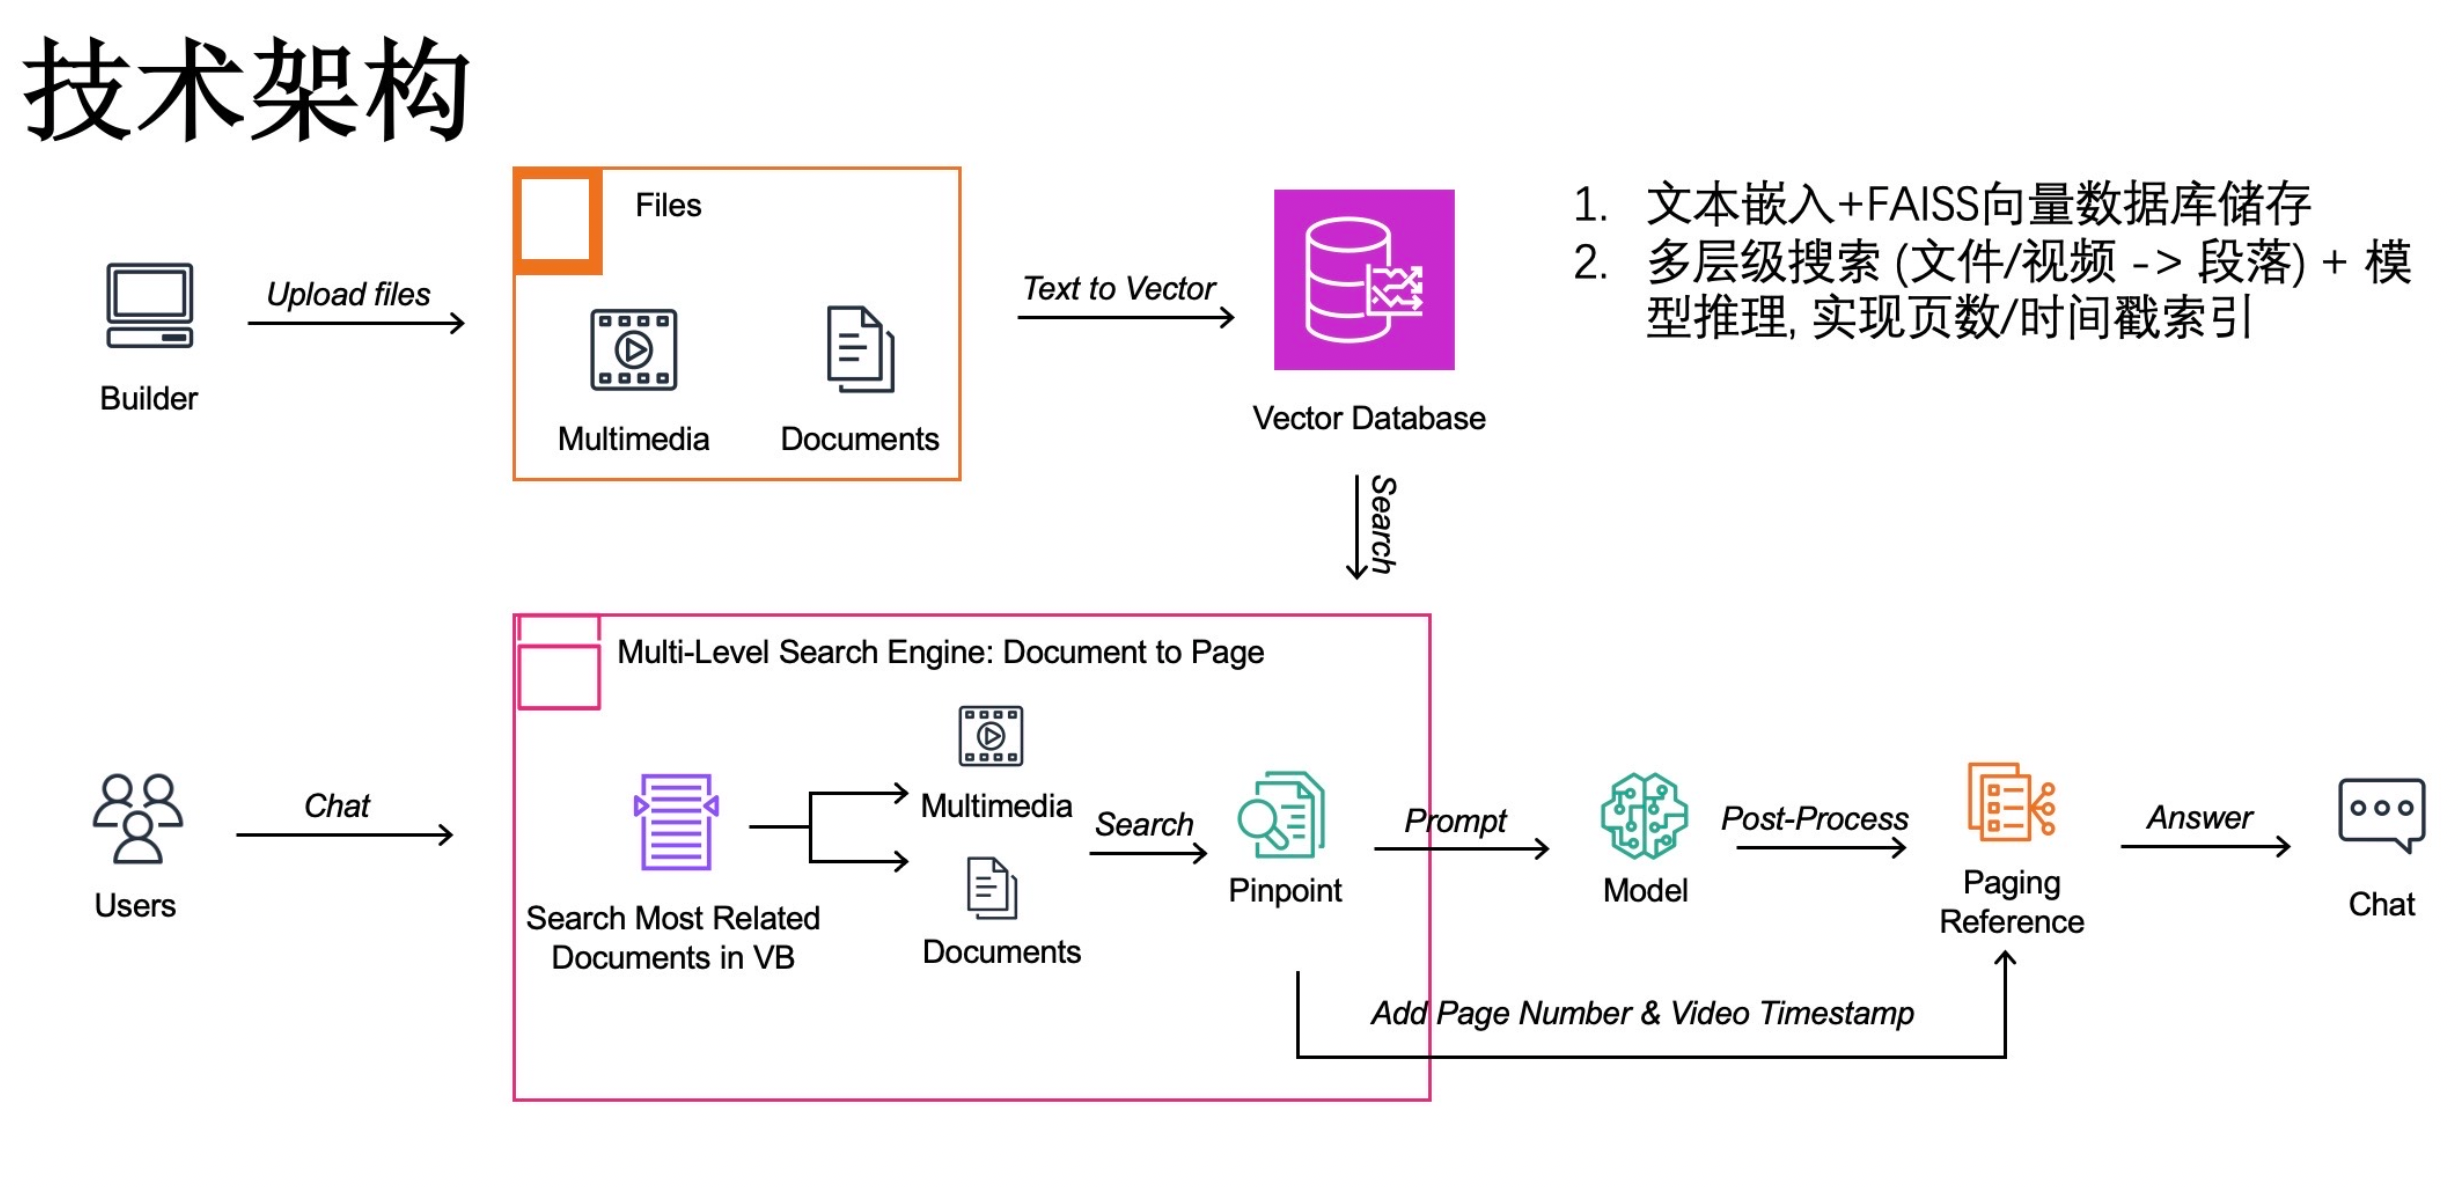 技术架构
Files
1. 文本嵌入+FAISS向量数据库储存
2. 多层级搜索 (文件/视频 -> 段落) + 模
型推理, 实现页数/时间戳索引
Upload files
Text to Vector
Builder
Multimedia
Documents
Vector Database
Search
Multi-Level Search Engine: Document to Page
Chat
Multimedia
Search
Prompt
Post-Process
Answer
Users
Search Most Related
Documents in VB
Documents
Pinpoint
Model
Paging
Reference
Chat
Add Page Number & Video Timestamp